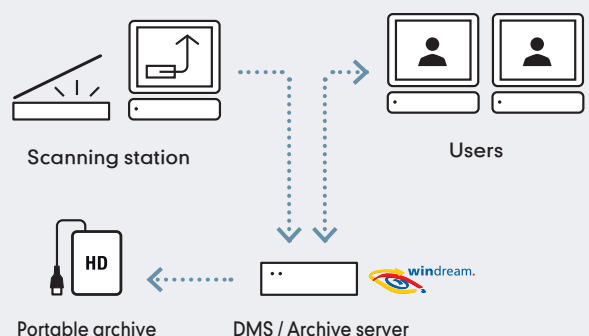 Scanning station
Users
HD
windream.
Portable archive
DMS / Archive server